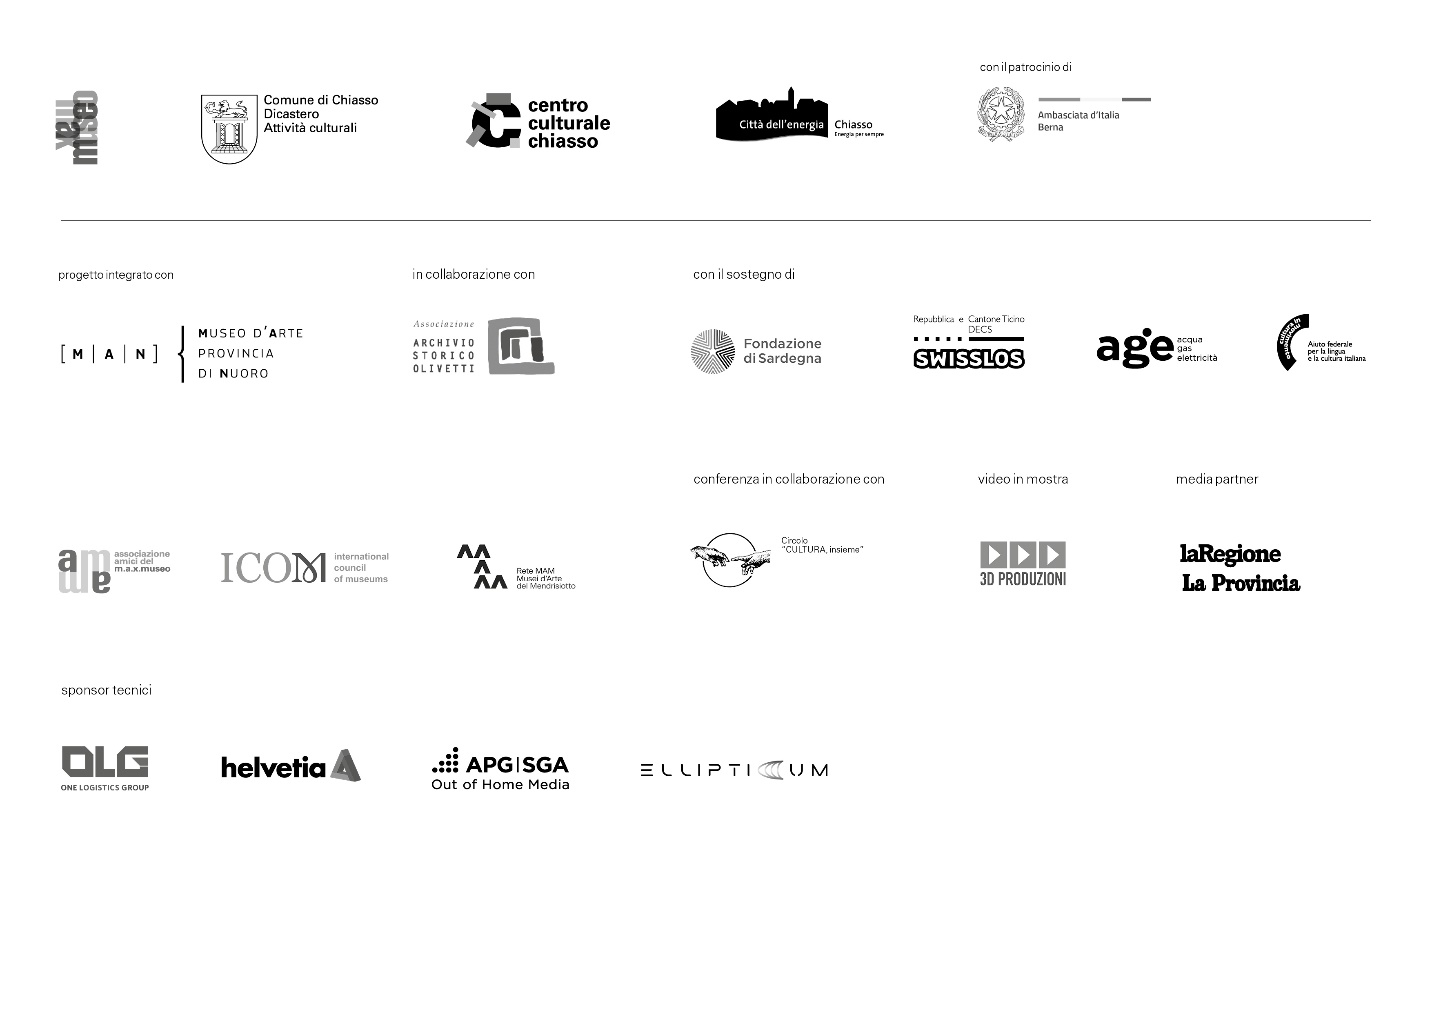 con il patrocinio di
max museo
Comune di Chiasso
Dicastero
Attività culturali
centro
culturale
chiasso
Città dell'energia
Chiasso
Energia per sempre
Ambasciata d'Italia
Berna
progetto integrato con
in collaborazione con
con il sostegno di
[ M | A | N ]
MUSEO D'ARTE
PROVINCIA
DI NUORO
Associazione
ARCHIVIO
STORICO
OLIVETTI
Fondazione
di Sardegna
Repubblica e Cantone Ticino
DECS
SWISSLOS
age
acqua
gas
elettricità
cultura in
movimento
Aiuto federale
per la lingua
e la cultura italiana
conferenza in collaborazione con
video in mostra
media partner
ama
associazione
amici del
m.a.x.museo
ICOM
international
council
of museums
Rete MAM
Musei d'Arte
del Mendrisiotto
Circolo
"CULTURA, insieme"
3D PRODUZIONI
laRegione
La Provincia
sponsor tecnici
OLG
ONE LOGISTICS GROUP
helvetia
APG|SGA
Out of Home Media
ELLIPTICUM